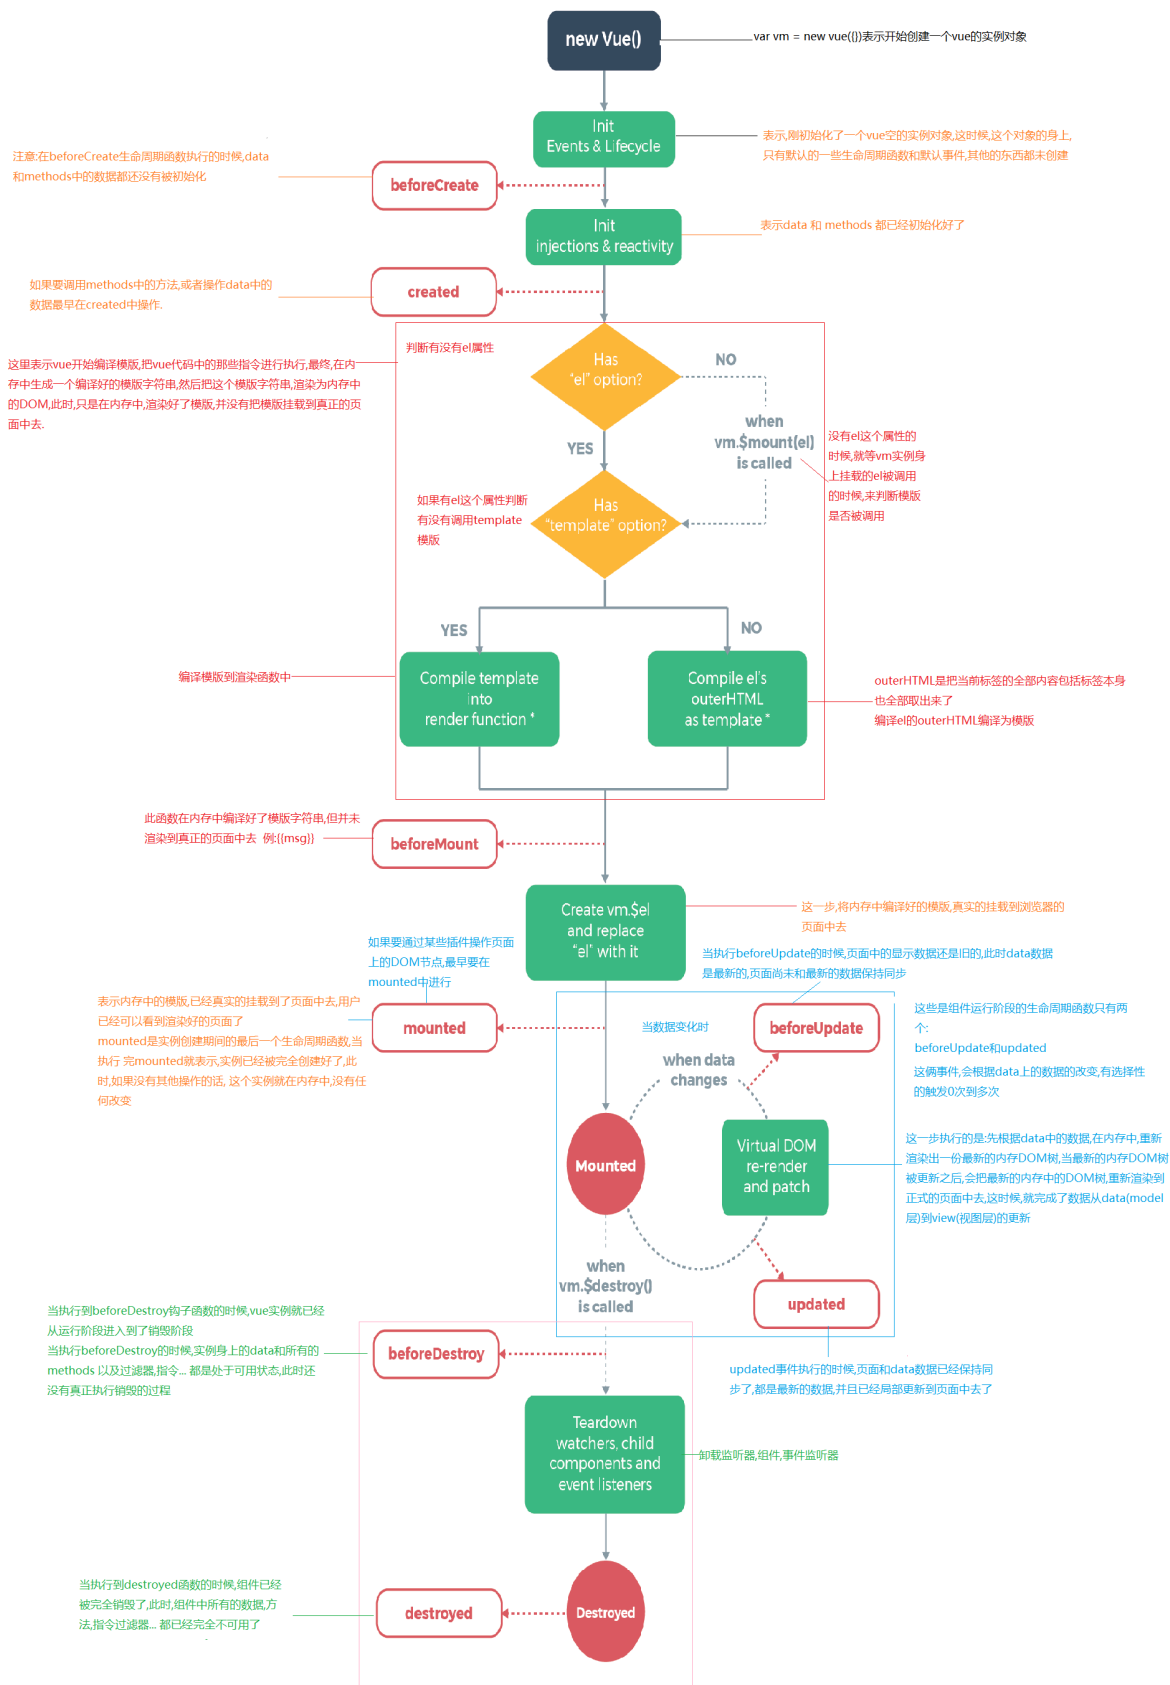 new Vue()
var vm = new vue({})表示开始创建一个vue的实例对象
Init
Events & Lifecycle
表示,刚初始化了一个vue空的实例对象,这时候,这个对象的身上,
只有默认的一些生命周期函数和默认事件,其他的东西都未创建
注意:在beforeCreate生命周期函数执行的时候,data
和methods中的数据都还没有被初始化
beforeCreate
Init
injections & reactivity
表示data 和 methods 都已经初始化好了
如果要调用methods中的方法,或者操作data中的
数据最早在created中操作.
created
这里表示vue开始编译模版,把vue代码中的那些指令进行执行,最终,在内
存中生成一个编译好的模版字符串,然后把这个模版字符串,渲染为内存中
的DOM,此时,只是在内存中,渲染好了模版,并没有把模版挂载到真正的页
面中去.
判断有没有el属性
Has
“el” option?
NO
YES
when
vm.$mount(el)
is called
没有el这个属性的
时候,就等vm实例身
上挂载的el被调用
的时候,来判断模版
是否被调用
如果有el这个属性判断
有没有调用template
模版
Has
“template” option?
YES
NO
编译模版到渲染函数中
Compile template
into
render function *
Compile el’s
outerHTML
as template *
outerHTML是把当前标签的全部内容包括标签本身
也全部取出来了
编译el的outerHTML编译为模版
此函数在内存中编译好了模版字符串,但并未
渲染到真正的页面中去 例:{{msg}}
beforeMount
Create vm.$el
and replace
“el” with it
这一步,将内存中编译好的模版,真实的挂载到浏览器的
页面中去
如果要通过某些插件操作页面
上的DOM节点,最早要在
mounted中进行
当执行beforeUpdate的时候,页面中的显示数据还是旧的,此时data数据
是最新的,页面尚未和最新的数据保持同步
表示内存中的模版,已经真实的挂载到了页面中去,用户
已经可以看到渲染好的页面了
mounted是实例创建期间的最后一个生命周期函数,当
执行 完mounted就表示,实例已经被完全创建好了,此
时,如果没有其他操作的话, 这个实例就在内存中,没有任
何改变
mounted
当数据变化时
beforeUpdate
这些是组件运行阶段的生命周期函数只有两
个:
beforeUpdate和updated
这俩事件,会根据data上的数据的改变,有选择性
的触发0次到多次
when data
changes
Mounted
Virtual DOM
re-render
and patch
这一步执行的是:先根据data中的数据,在内存中,重新
渲染出一份最新的内存DOM树,当最新的内存DOM树
被更新之后,会把最新的内存中的DOM树,重新渲染到
正式的页面中去,这时候,就完成了数据从data(model
层)到view(视图层)的更新
when
vm.$destroy()
is called
updated
updated事件执行的时候,页面和data数据已经保持同
步了,都是最新的数据,并且已经局部更新到页面中去了
当执行到beforeDestroy钩子函数的时候,vue实例就已经
从运行阶段进入到了销毁阶段
当执行beforeDestroy的时候,实例身上的data和所有的
methods 以及过滤器,指令... 都是处于可用状态,此时还
没有真正执行销毁的过程
beforeDestroy
Teardown
watchers, child
components and
event listeners
卸载监听器,组件,事件监听器
当执行到destroyed函数的时候,组件已经
被完全销毁了,此时,组件中所有的数据,方
法,指令过滤器... 都已经完全不可用了
destroyed
Destroyed